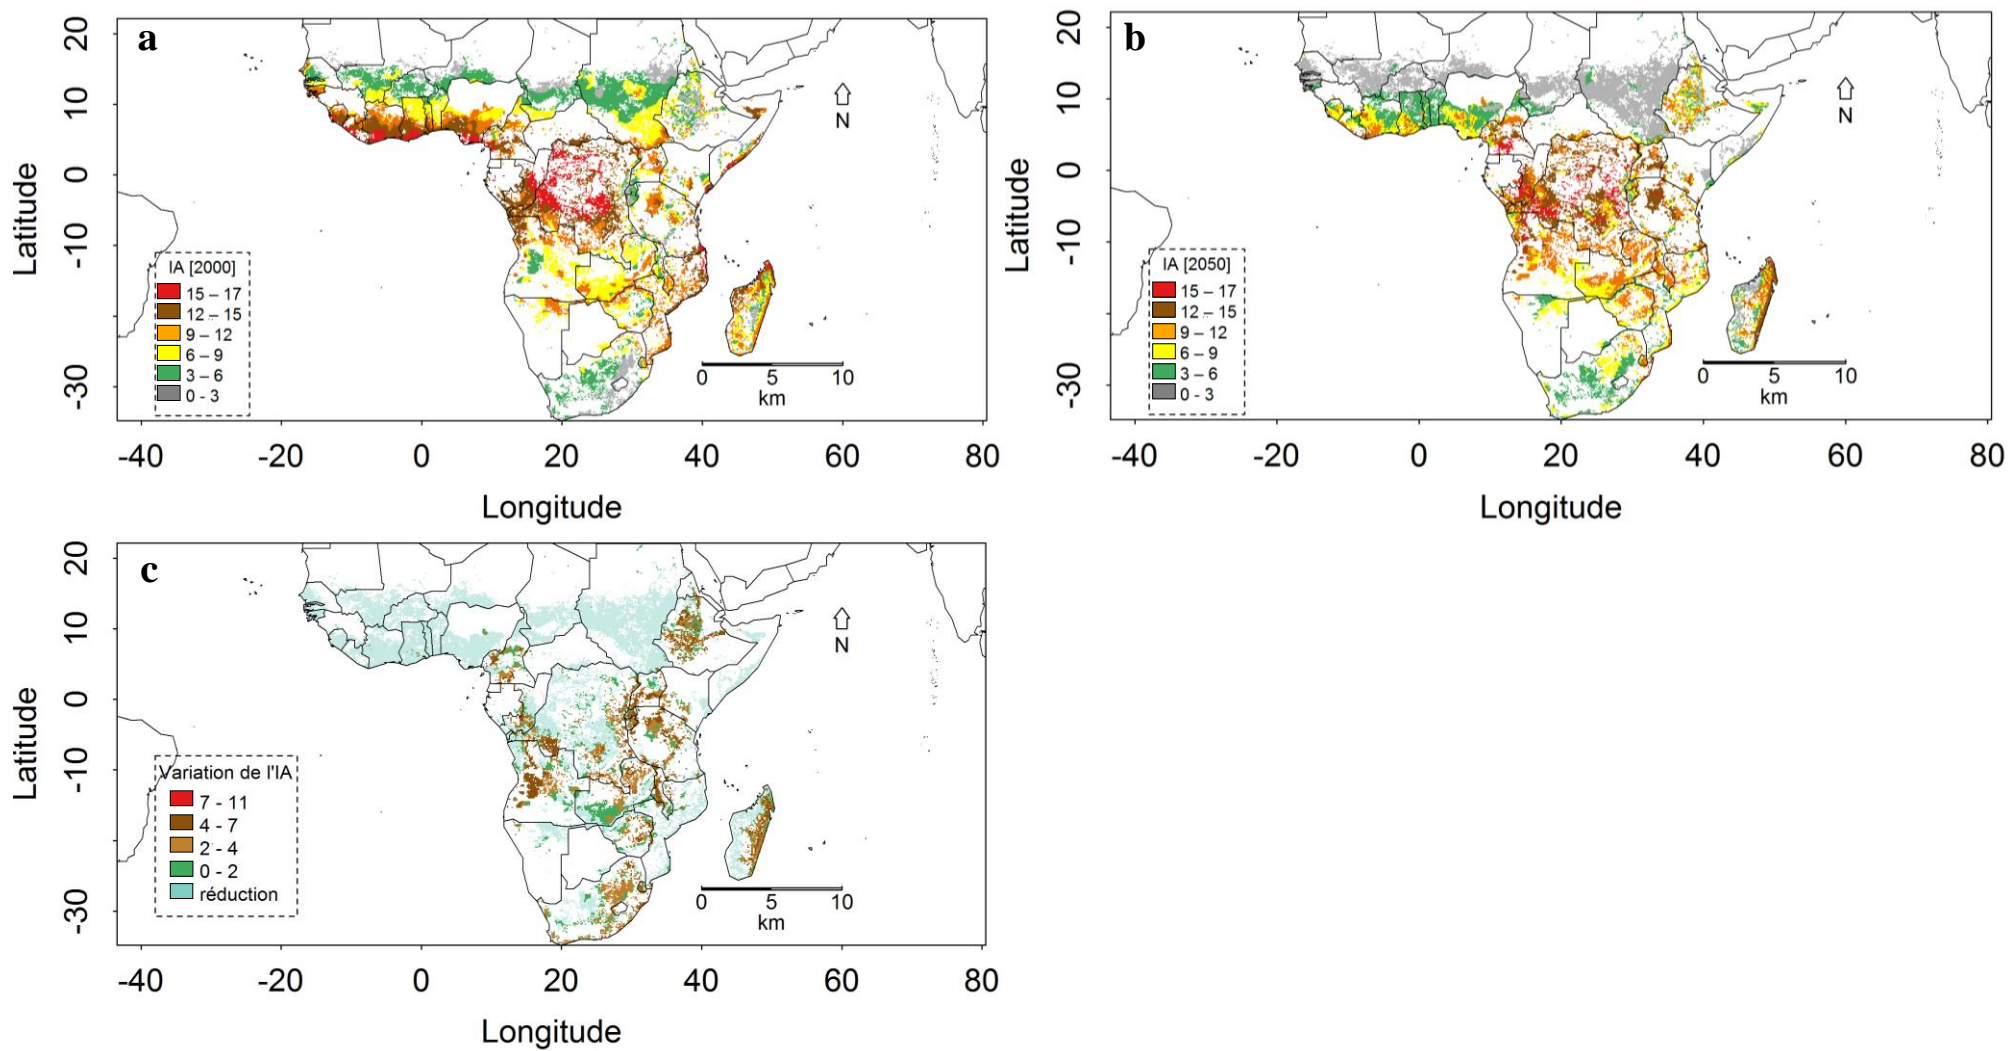 a
20
10
0
-10
-30
Latitude
N
IA [2000]
15 – 17
12 – 15
9 – 12
6 – 9
3 – 6
0 - 3
0 5 10
km
-40 -20 0 20 40 60 80
Longitude
b
20
10
0
-10
-30
Latitude
N
IA [2050]
15 – 17
12 – 15
9 – 12
6 – 9
3 – 6
0 - 3
0 5 10
km
-40 -20 0 20 40 60 80
Longitude
c
20
10
0
-10
-30
Latitude
N
Variation de l'IA
7 - 11
4 - 7
2 - 4
0 - 2
réduction
0 5 10
km
-40 -20 0 20 40 60 80
Longitude